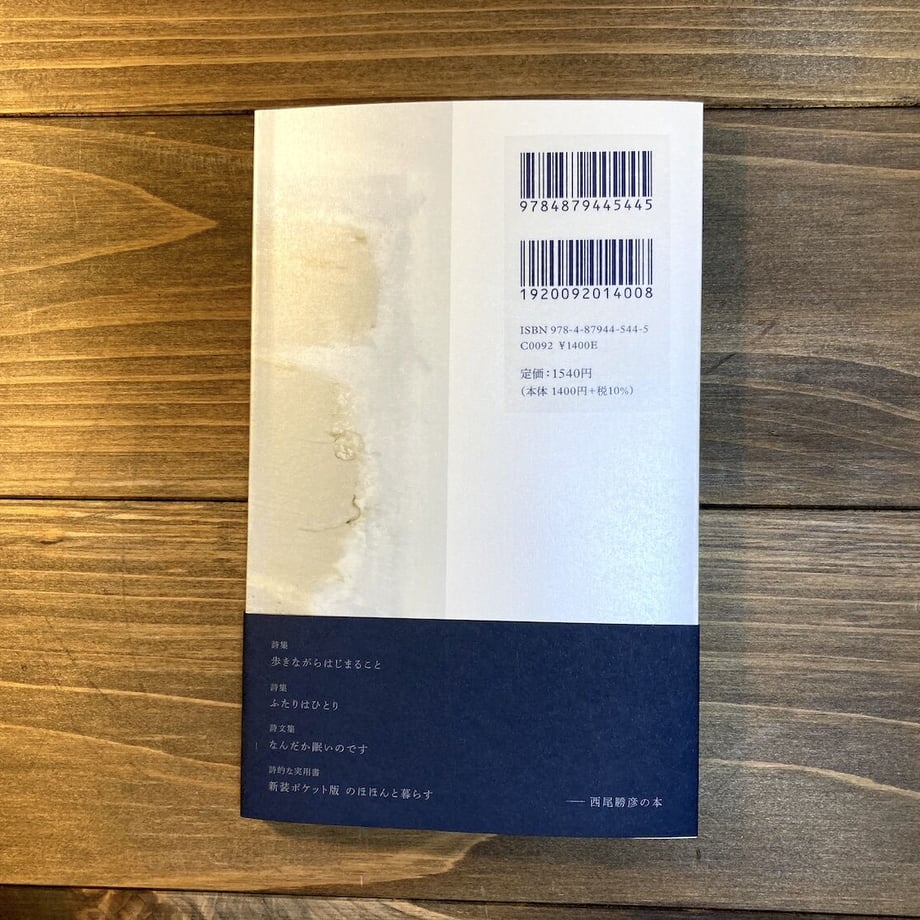 9784879445445
1920092014008
ISBN 978-4-87944-544-5
C0092 ¥1400E
定価：1540円
（本体 1400円＋税10%）
詩集
歩きながらはじまること
詩集
ふたりはひとり
詩文集
なんだか眠いのです
詩的な実用書
新装ポケット版 のほほんと暮らす
── 西尾勝彦の本